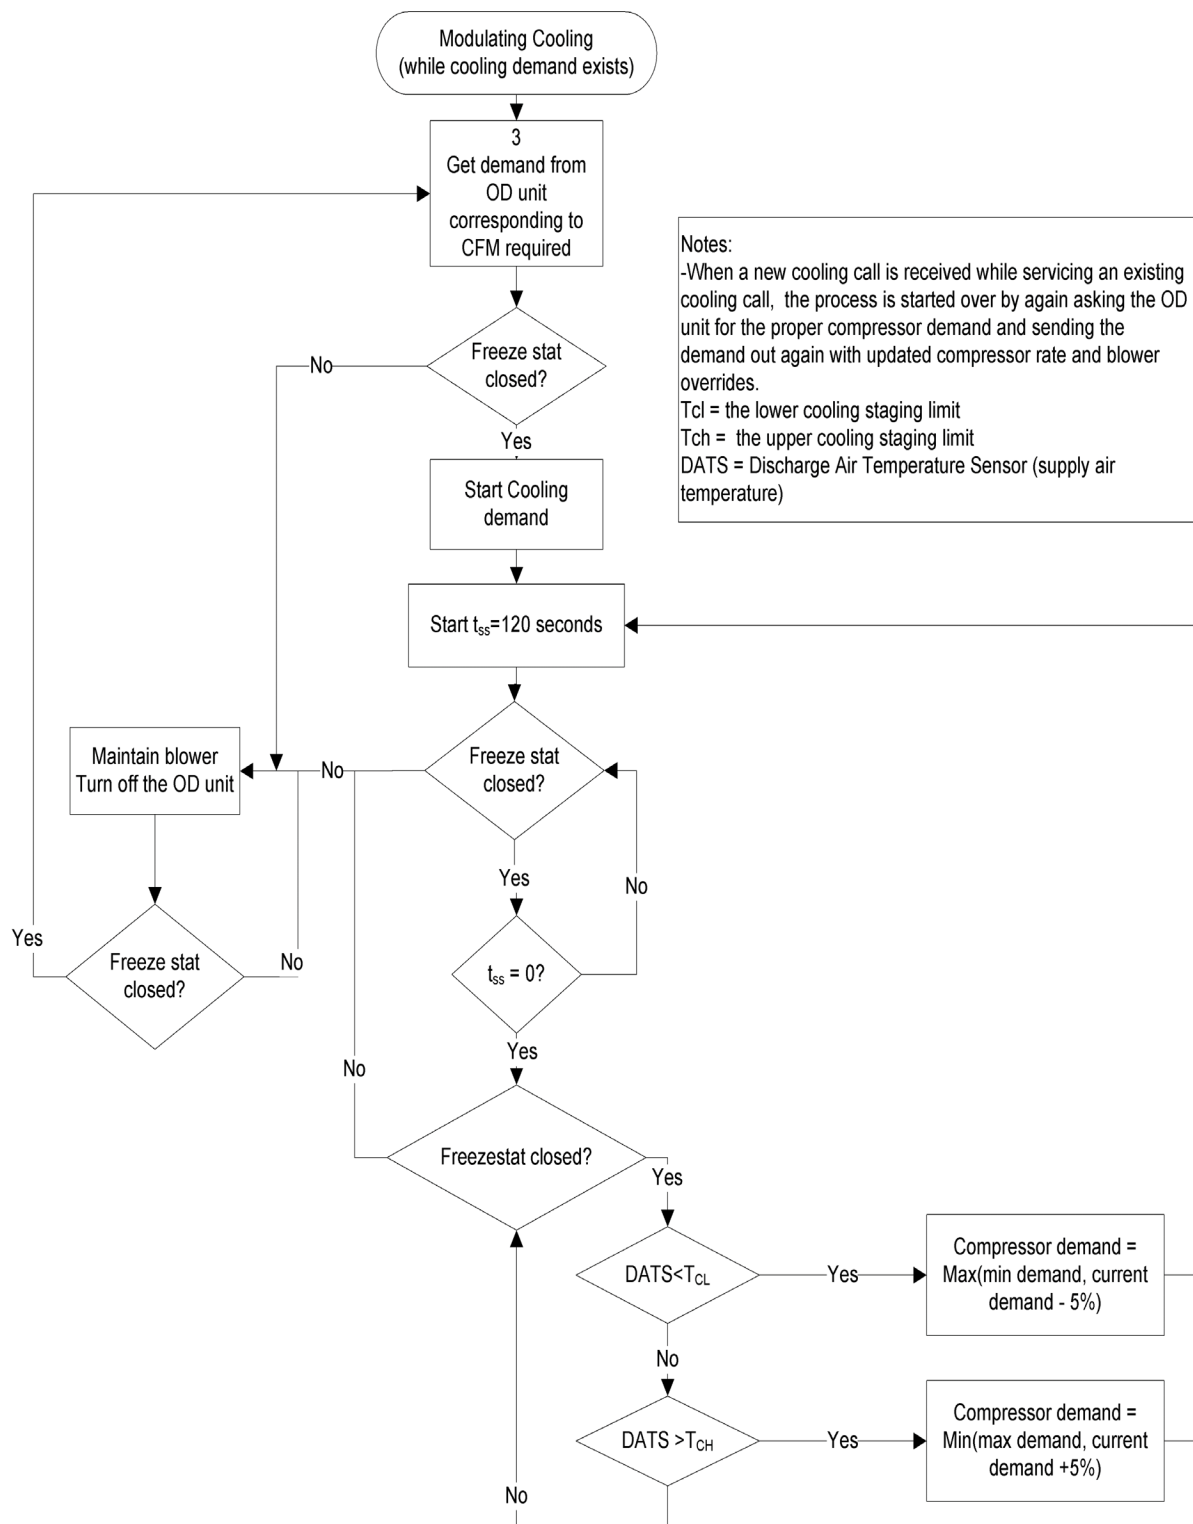 Modulating Cooling
(while cooling demand exists)
3
Get demand from
OD unit
corresponding to
CFM required
Notes:
-When a new cooling call is received while servicing an existing
cooling call,  the process is started over by again asking the OD
unit for the proper compressor demand and sending the
demand out again with updated compressor rate and blower
overrides.
Tcl = the lower cooling staging limit
Tch =  the upper cooling staging limit
DATS = Discharge Air Temperature Sensor (supply air
temperature)
Freeze stat
closed?
No
Yes
Start Cooling
demand
Start tss=120 seconds
Freeze stat
closed?
No
Maintain blower
Turn off the OD unit
Yes
No
Yes
Freeze stat
closed?
No
tss = 0?
Yes
No
Freezestat closed?
Yes
DATS<TCL
Yes
Compressor demand =
Max(min demand, current
demand - 5%)
No
DATS >TCH
Yes
Compressor demand =
Min(max demand, current
demand +5%)
No